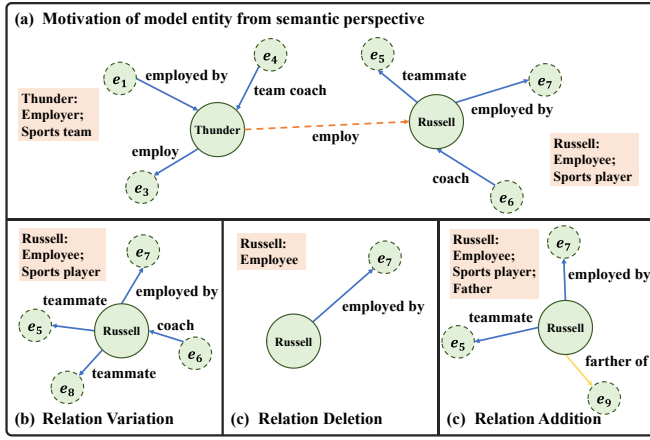 (a) Motivation of model entity from semantic perspective
e1
employed by
e4
team coach
Thunder:
Employer;
Sports team
Thunder
employ
e3
employ
e5
teammate
e7
employed by
Russell
coach
e6
Russell:
Employee;
Sports player
Russell:
Employee;
Sports player
e7
teammate
employed by
e5
Russell
coach
e6
teammate
e8
(b) Relation Variation
Russell:
Employee
e7
employed by
Russell
(c) Relation Deletion
Russell:
Employee;
Sports player;
Father
e7
employed by
teammate
Russell
e5
farther of
e9
(c) Relation Addition